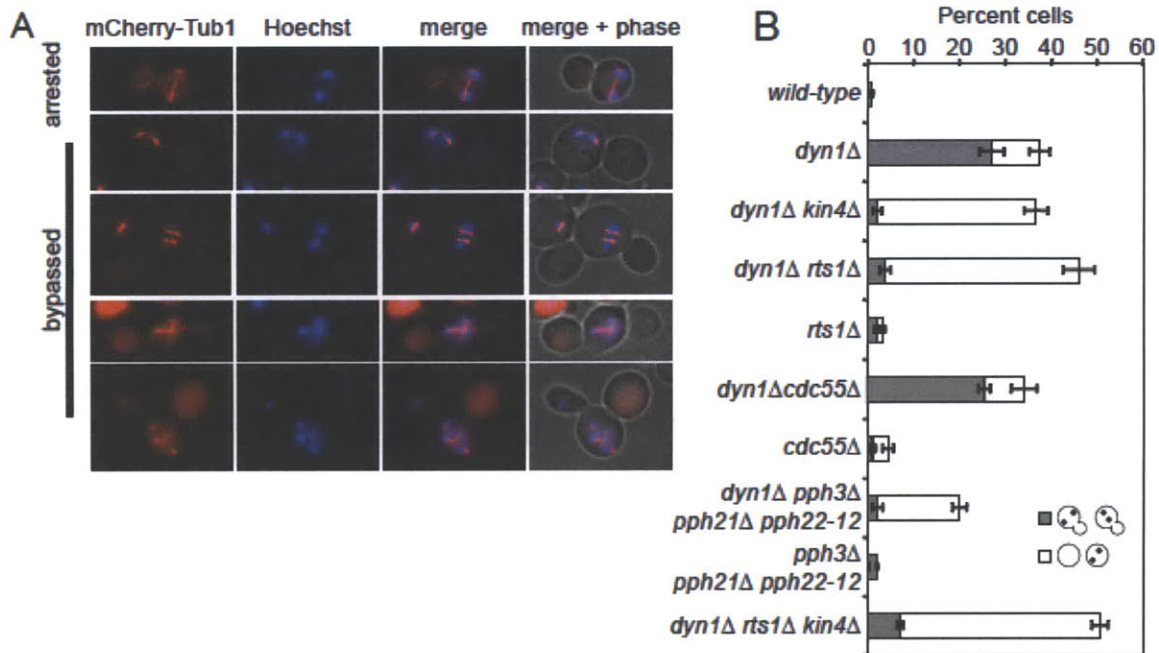 A
mCherry-Tub1 Hoechst merge merge + phase
arrested
bypassed
B
Percent cells
0 10 20 30 40 50 60
wild-type
dyn1Δ
dyn1Δ kin4Δ
dyn1Δ rts1Δ
rts1Δ
dyn1Δcdc55Δ
cdc55Δ
dyn1Δ pph3Δ
pph21Δ pph22-12
pph3Δ
pph21Δ pph22-12
dyn1Δ rts1Δ kin4Δ